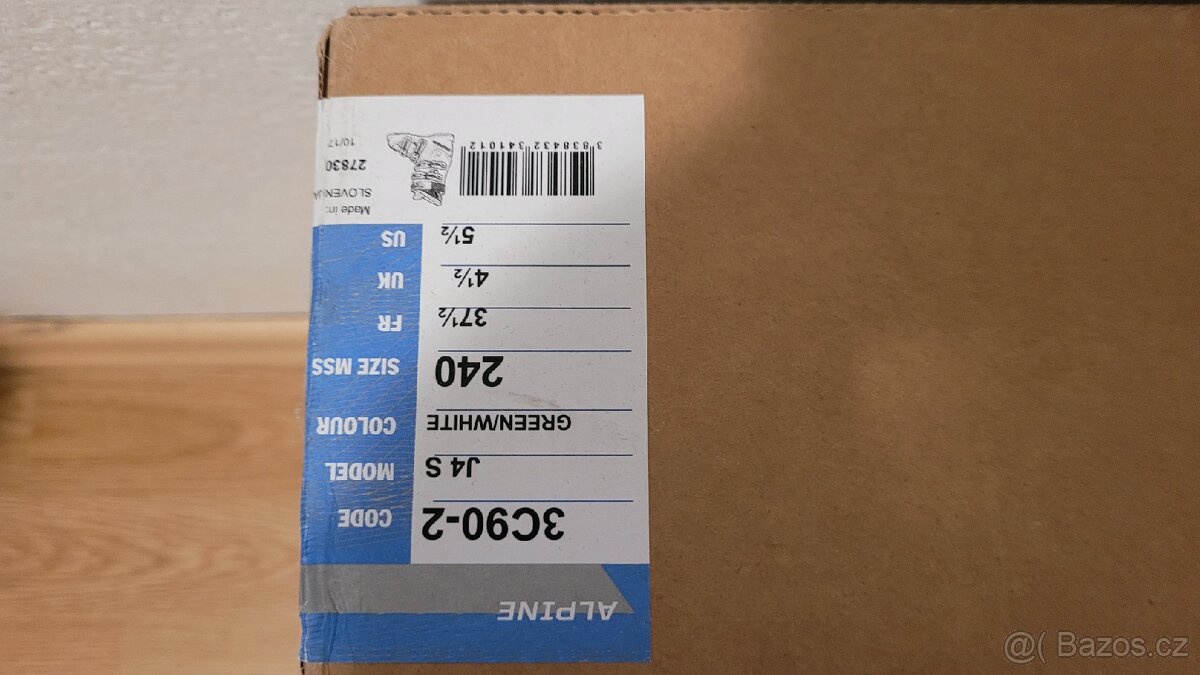 ALPINE
CODE 3C90-2
MODEL J4 S
COLOUR GREEN/WHITE
SIZE MSS 240
FR 37½
UK 4½
US 5½
Made in:
SLOVENIJA
27830
10/17
3 838432 341012
@( Bazos.cz